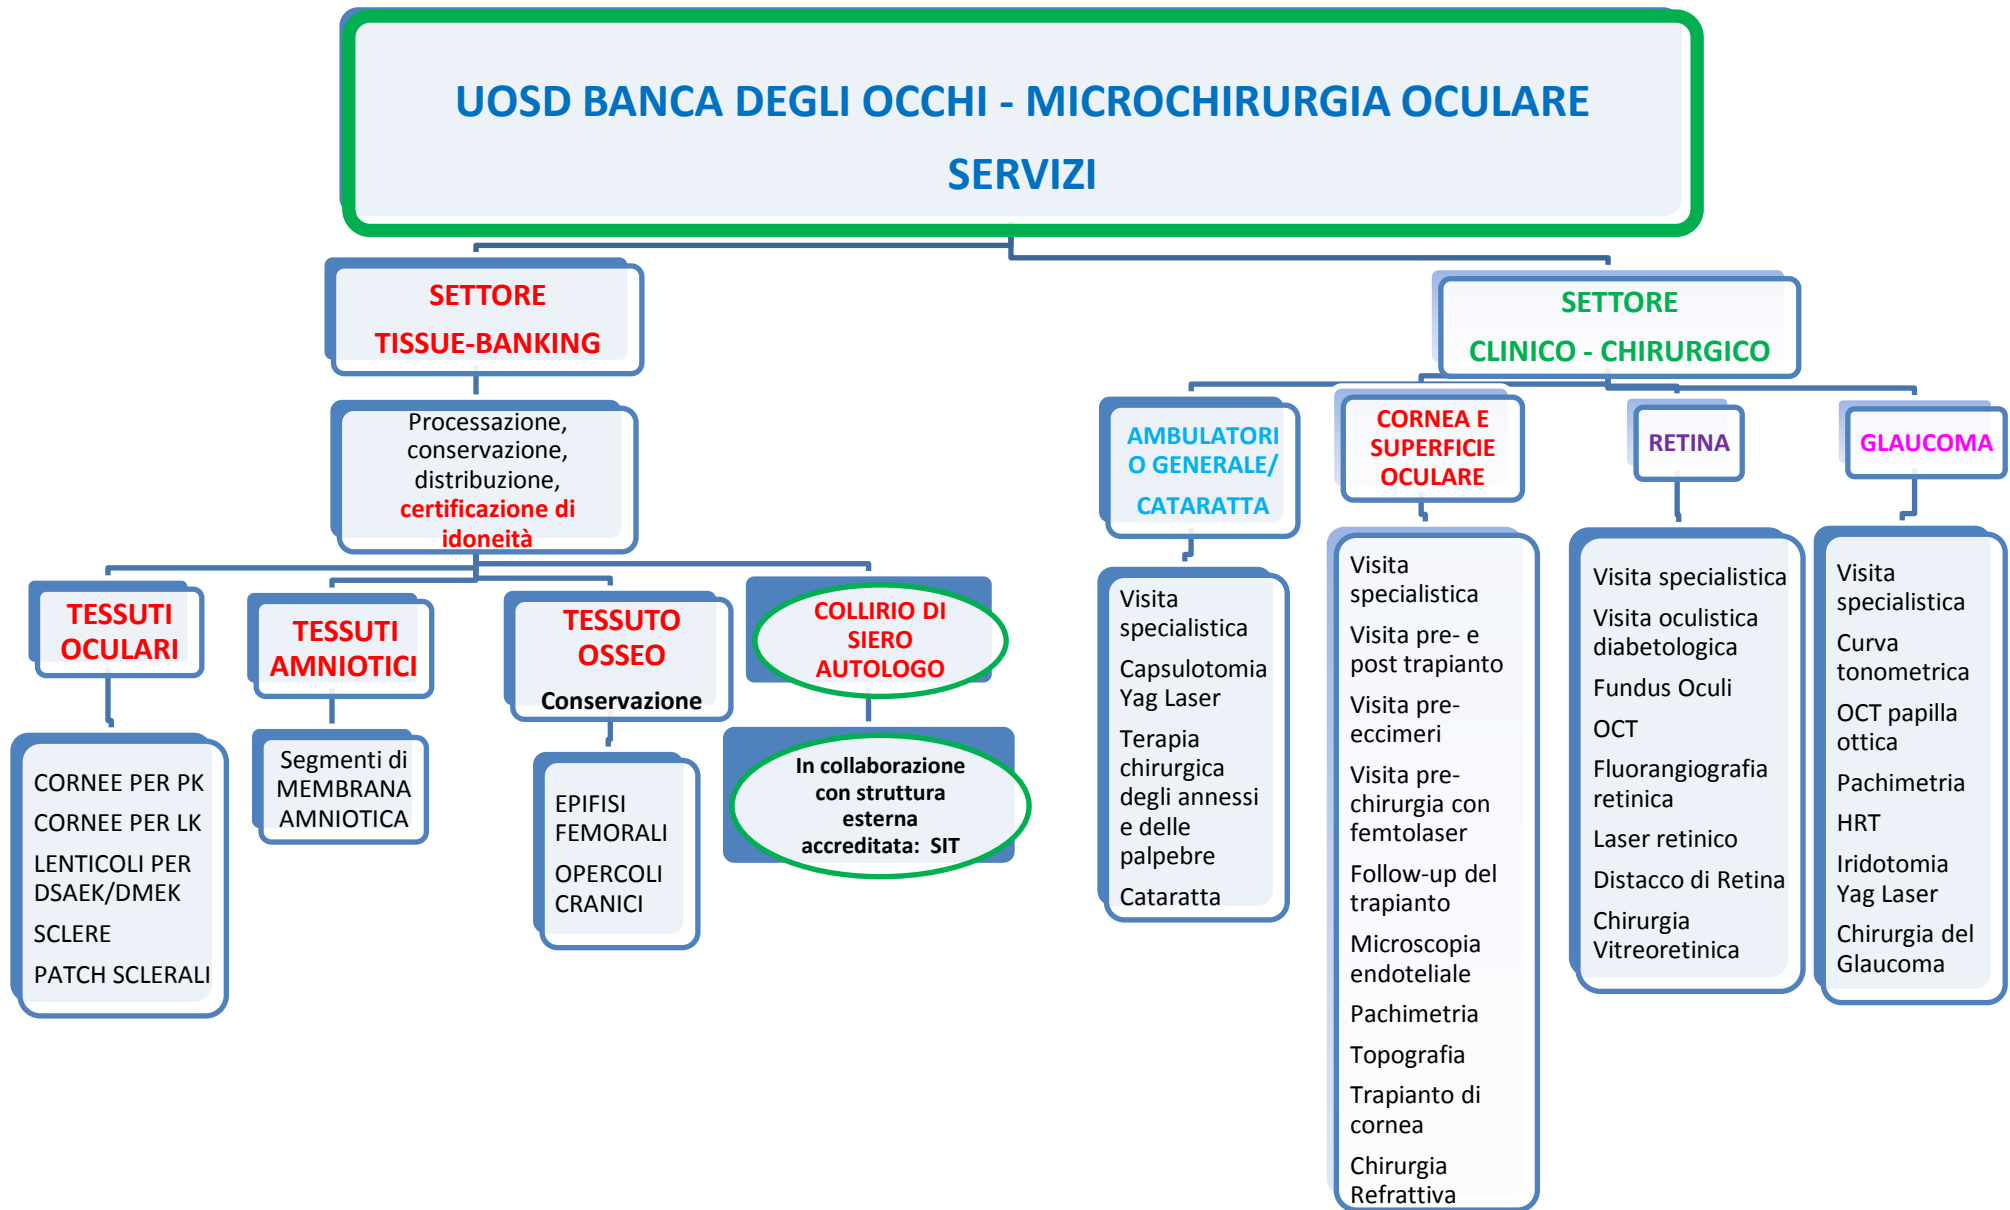 UOSD BANCA DEGLI OCCHI - MICROCHIRURGIA OCULARE
SERVIZI
SETTORE
TISSUE-BANKING
Processazione,
conservazione,
distribuzione,
certificazione di
idoneità
TESSUTI
OCULARI
CORNEE PER PK
CORNEE PER LK
LENTICOLI PER
DSAEK/DMEK
SCLERE
PATCH SCLERALI
TESSUTI
AMNIOTICI
Segmenti di
MEMBRANA
AMNIOTICA
TESSUTO
OSSEO
Conservazione
EPIFISI
FEMORALI
OPERCOLI
CRANICI
COLLIRIO DI
SIERO
AUTOLOGO
In collaborazione
con struttura
esterna
accreditata:  SIT
SETTORE
CLINICO - CHIRURGICO
AMBULATORI
O GENERALE/
CATARATTA
Visita
specialistica
Capsulotomia
Yag Laser
Terapia
chirurgica
degli annessi
e delle
palpebre
Cataratta
CORNEA E
SUPERFICIE
OCULARE
Visita
specialistica
Visita pre- e
post trapianto
Visita pre-
eccimeri
Visita pre-
chirurgia con
femtolaser
Follow-up del
trapianto
Microscopia
endoteliale
Pachimetria
Topografia
Trapianto di
cornea
Chirurgia
Refrattiva
RETINA
Visita specialistica
Visita oculistica
diabetologica
Fundus Oculi
OCT
Fluorangiografia
retinica
Laser retinico
Distacco di Retina
Chirurgia
Vitreoretinica
GLAUCOMA
Visita
specialistica
Curva
tonometrica
OCT papilla
ottica
Pachimetria
HRT
Iridotomia
Yag Laser
Chirurgia del
Glaucoma